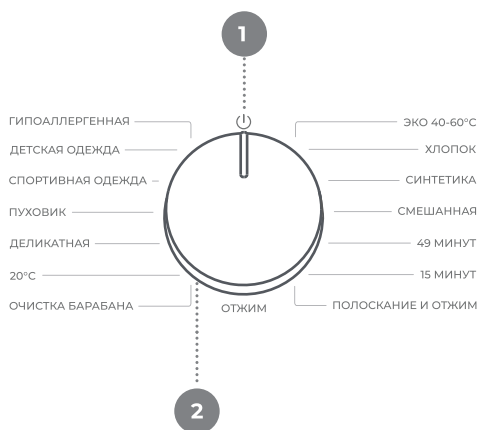 1
ГИПОАЛЛЕРГЕННАЯ
ДЕТСКАЯ ОДЕЖДА
СПОРТИВНАЯ ОДЕЖДА
ПУХОВИК
ДЕЛИКАТНАЯ
20°C
ОЧИСТКА БАРАБАНА
ЭКО 40-60°C
ХЛОПОК
СИНТЕТИКА
СМЕШАННАЯ
49 МИНУТ
15 МИНУТ
ПОЛОСКАНИЕ И ОТЖИМ
ОТЖИМ
2